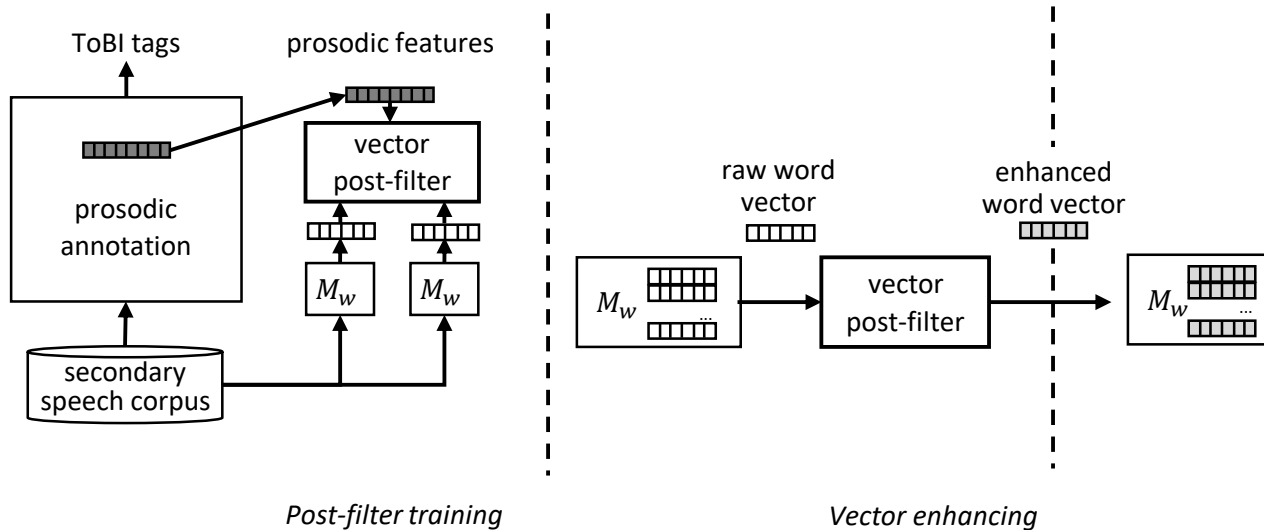 ToBI tags
prosodic features
prosodic
annotation
vector
post-filter
M_w
M_w
secondary
speech corpus
raw word
vector
enhanced
word vector
M_w
...
vector
post-filter
M_w
...
Post-filter training
Vector enhancing